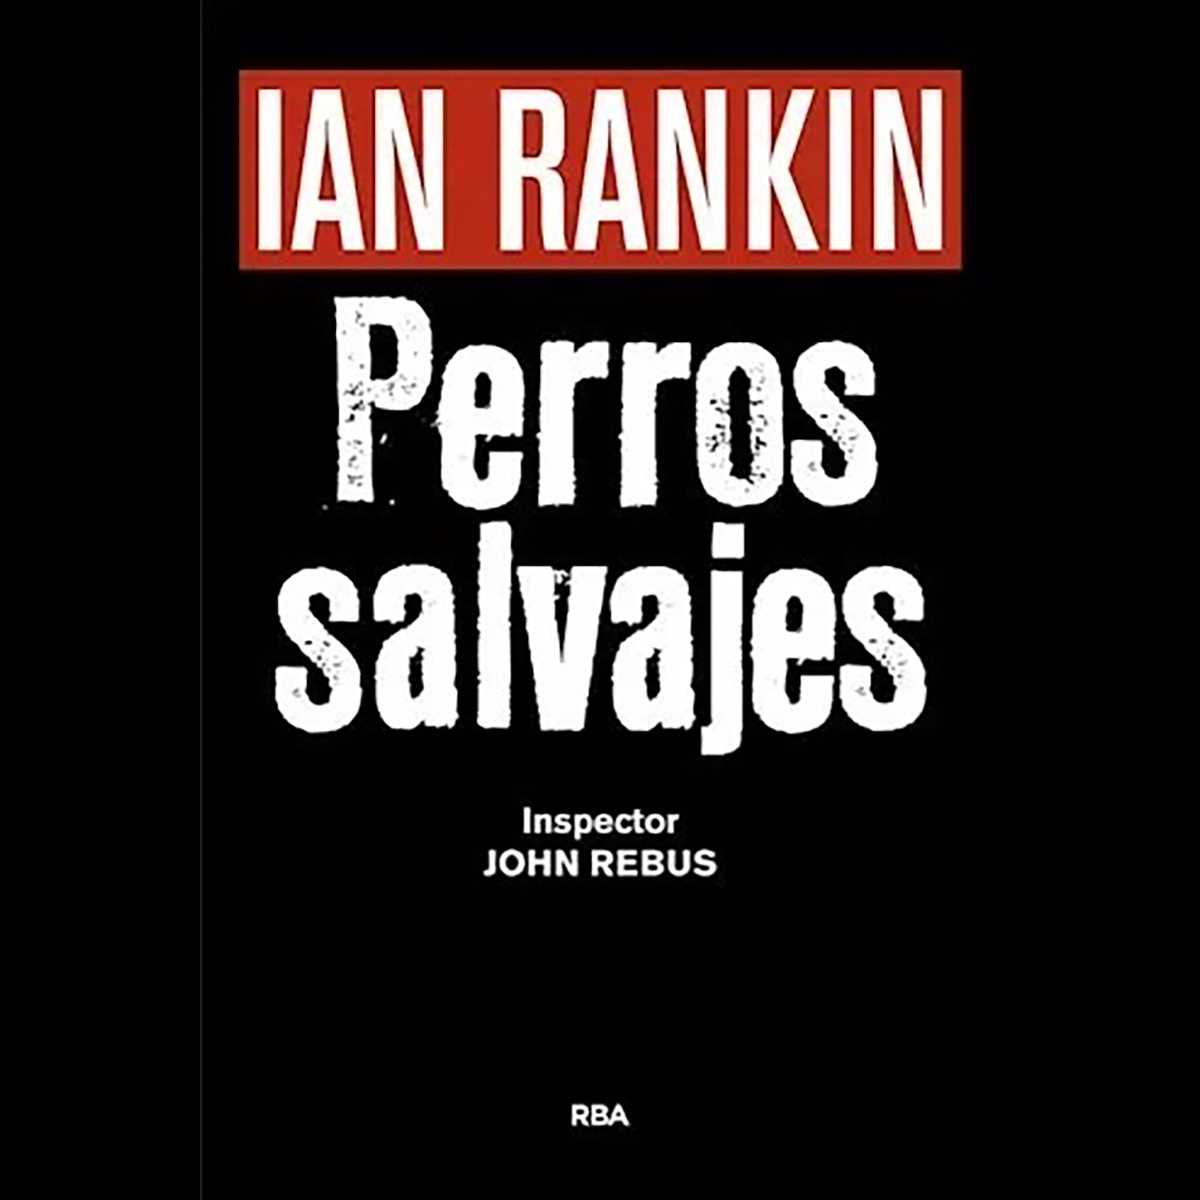 IAN RANKIN
Perros
salvajes
Inspector
JOHN REBUS
RBA